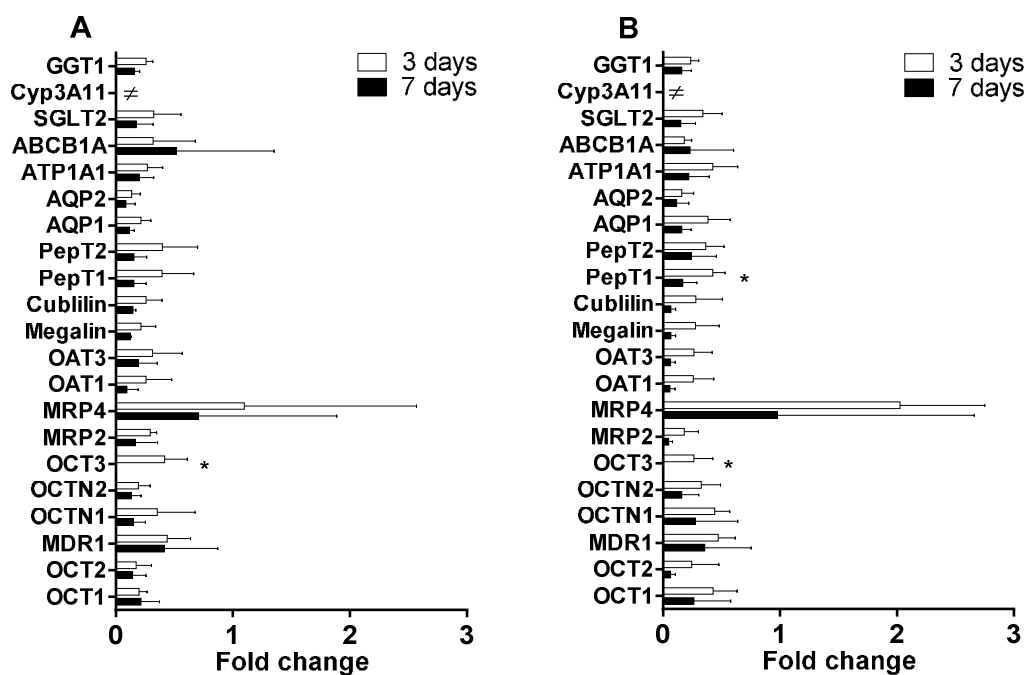 A
3 days
7 days
GGT1
Cyp3A11 ≠
SGLT2
ABCB1A
ATP1A1
AQP2
AQP1
PepT2
PepT1
Cublilin
Megalin
OAT3
OAT1
MRP4
MRP2
OCT3 *
OCTN2
OCTN1
MDR1
OCT2
OCT1
0 1 2 3
Fold change
B
3 days
7 days
GGT1
Cyp3A11 ≠
SGLT2
ABCB1A
ATP1A1
AQP2
AQP1
PepT2
PepT1 *
Cublilin
Megalin
OAT3
OAT1
MRP4
MRP2
OCT3 *
OCTN2
OCTN1
MDR1
OCT2
OCT1
0 1 2 3
Fold change